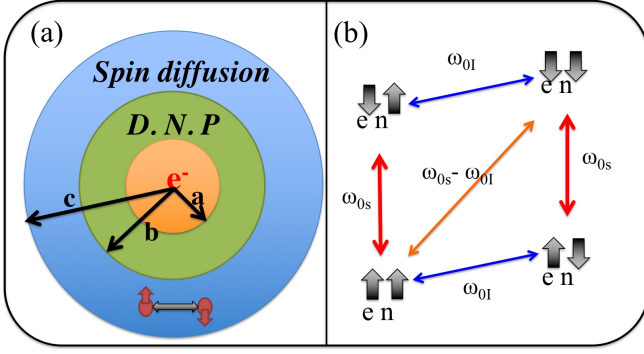 (a)
Spin diffusion
D. N. P
e-
a
b
c
(b)
ω0I
e n
e n
ω0s
ω0s- ω0I
ω0s
e n
ω0I
e n